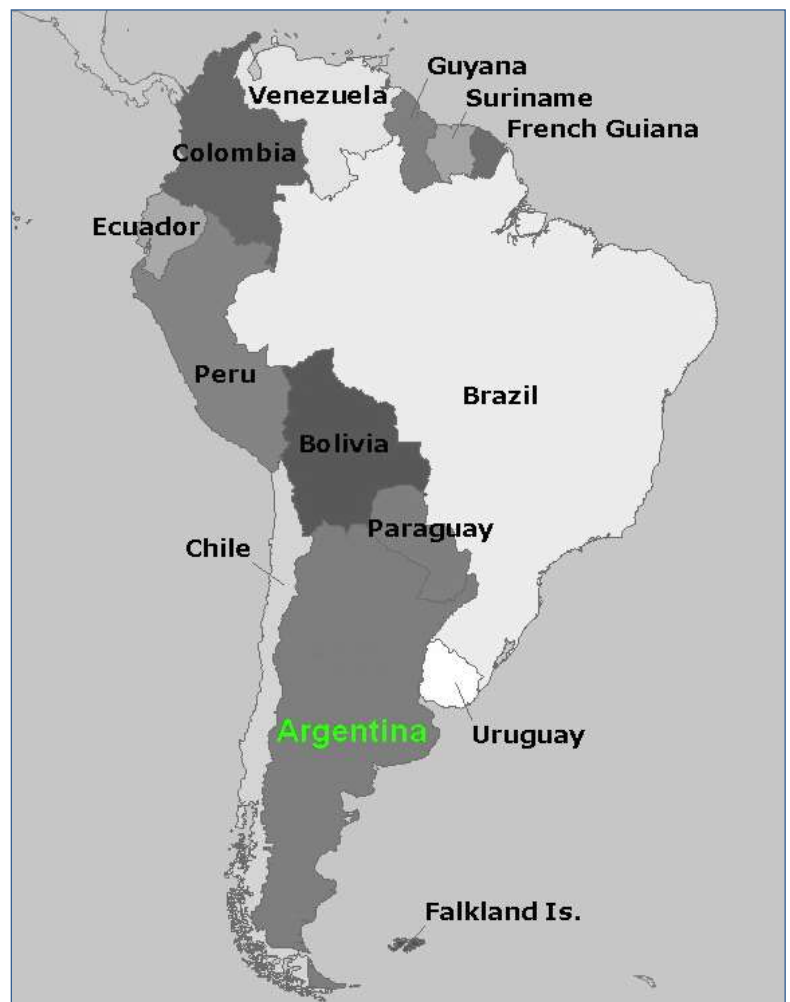 Guyana
Venezuela
Suriname
French Guiana
Colombia
Ecuador
Peru
Brazil
Bolivia
Paraguay
Chile
Argentina
Uruguay
Falkland Is.